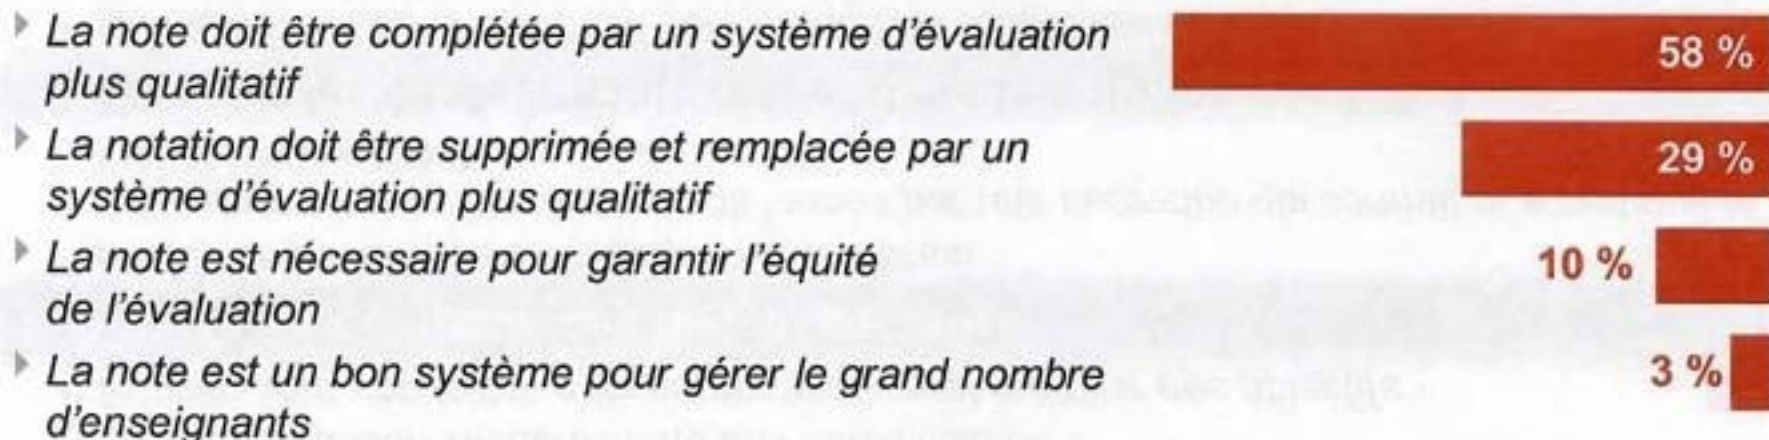 La note doit être complétée par un système d'évaluation
plus qualitatif
58 %
La notation doit être supprimée et remplacée par un
système d'évaluation plus qualitatif
29 %
La note est nécessaire pour garantir l'équité
de l'évaluation
10 %
La note est un bon système pour gérer le grand nombre
d'enseignants
3 %